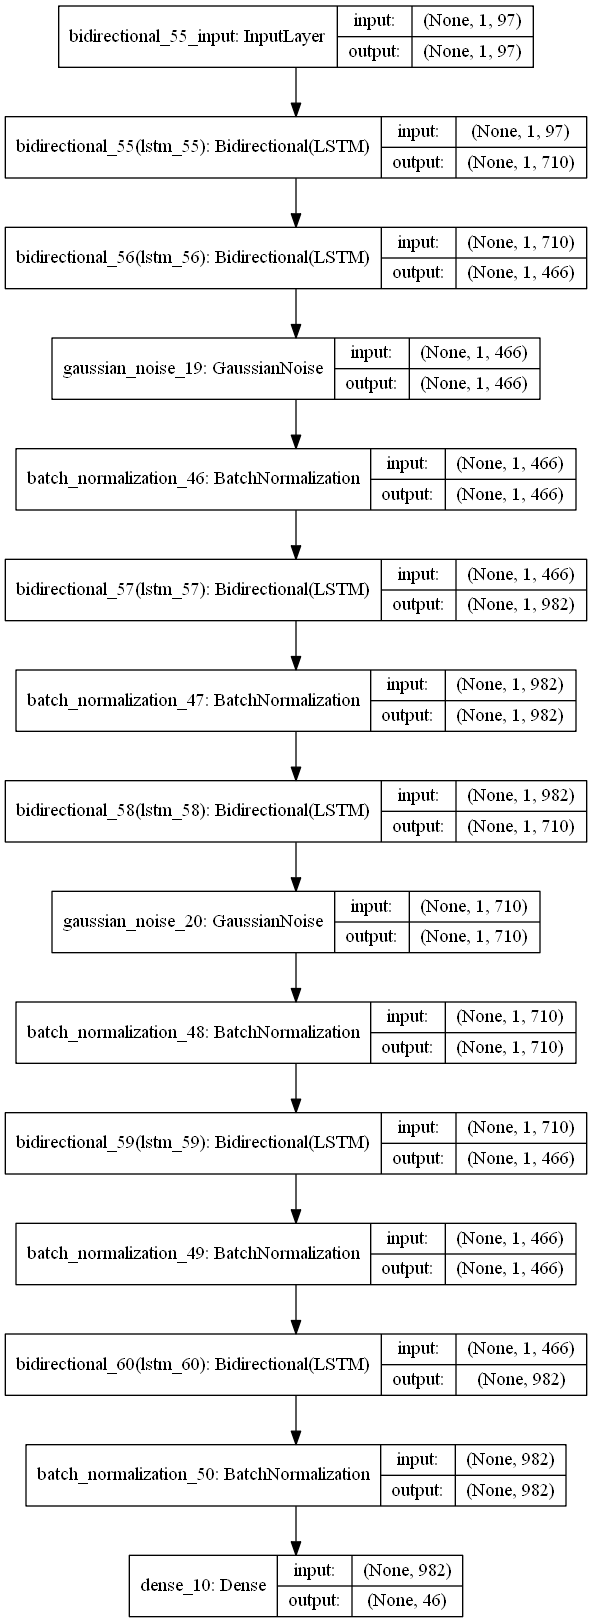 bidirectional_55_input: InputLayer
input: (None, 1, 97)
output: (None, 1, 97)
bidirectional_55(lstm_55): Bidirectional(LSTM)
input: (None, 1, 97)
output: (None, 1, 710)
bidirectional_56(lstm_56): Bidirectional(LSTM)
input: (None, 1, 710)
output: (None, 1, 466)
gaussian_noise_19: GaussianNoise
input: (None, 1, 466)
output: (None, 1, 466)
batch_normalization_46: BatchNormalization
input: (None, 1, 466)
output: (None, 1, 466)
bidirectional_57(lstm_57): Bidirectional(LSTM)
input: (None, 1, 466)
output: (None, 1, 982)
batch_normalization_47: BatchNormalization
input: (None, 1, 982)
output: (None, 1, 982)
bidirectional_58(lstm_58): Bidirectional(LSTM)
input: (None, 1, 982)
output: (None, 1, 710)
gaussian_noise_20: GaussianNoise
input: (None, 1, 710)
output: (None, 1, 710)
batch_normalization_48: BatchNormalization
input: (None, 1, 710)
output: (None, 1, 710)
bidirectional_59(lstm_59): Bidirectional(LSTM)
input: (None, 1, 710)
output: (None, 1, 466)
batch_normalization_49: BatchNormalization
input: (None, 1, 466)
output: (None, 1, 466)
bidirectional_60(lstm_60): Bidirectional(LSTM)
input: (None, 1, 466)
output: (None, 982)
batch_normalization_50: BatchNormalization
input: (None, 982)
output: (None, 982)
dense_10: Dense
input: (None, 982)
output: (None, 46)